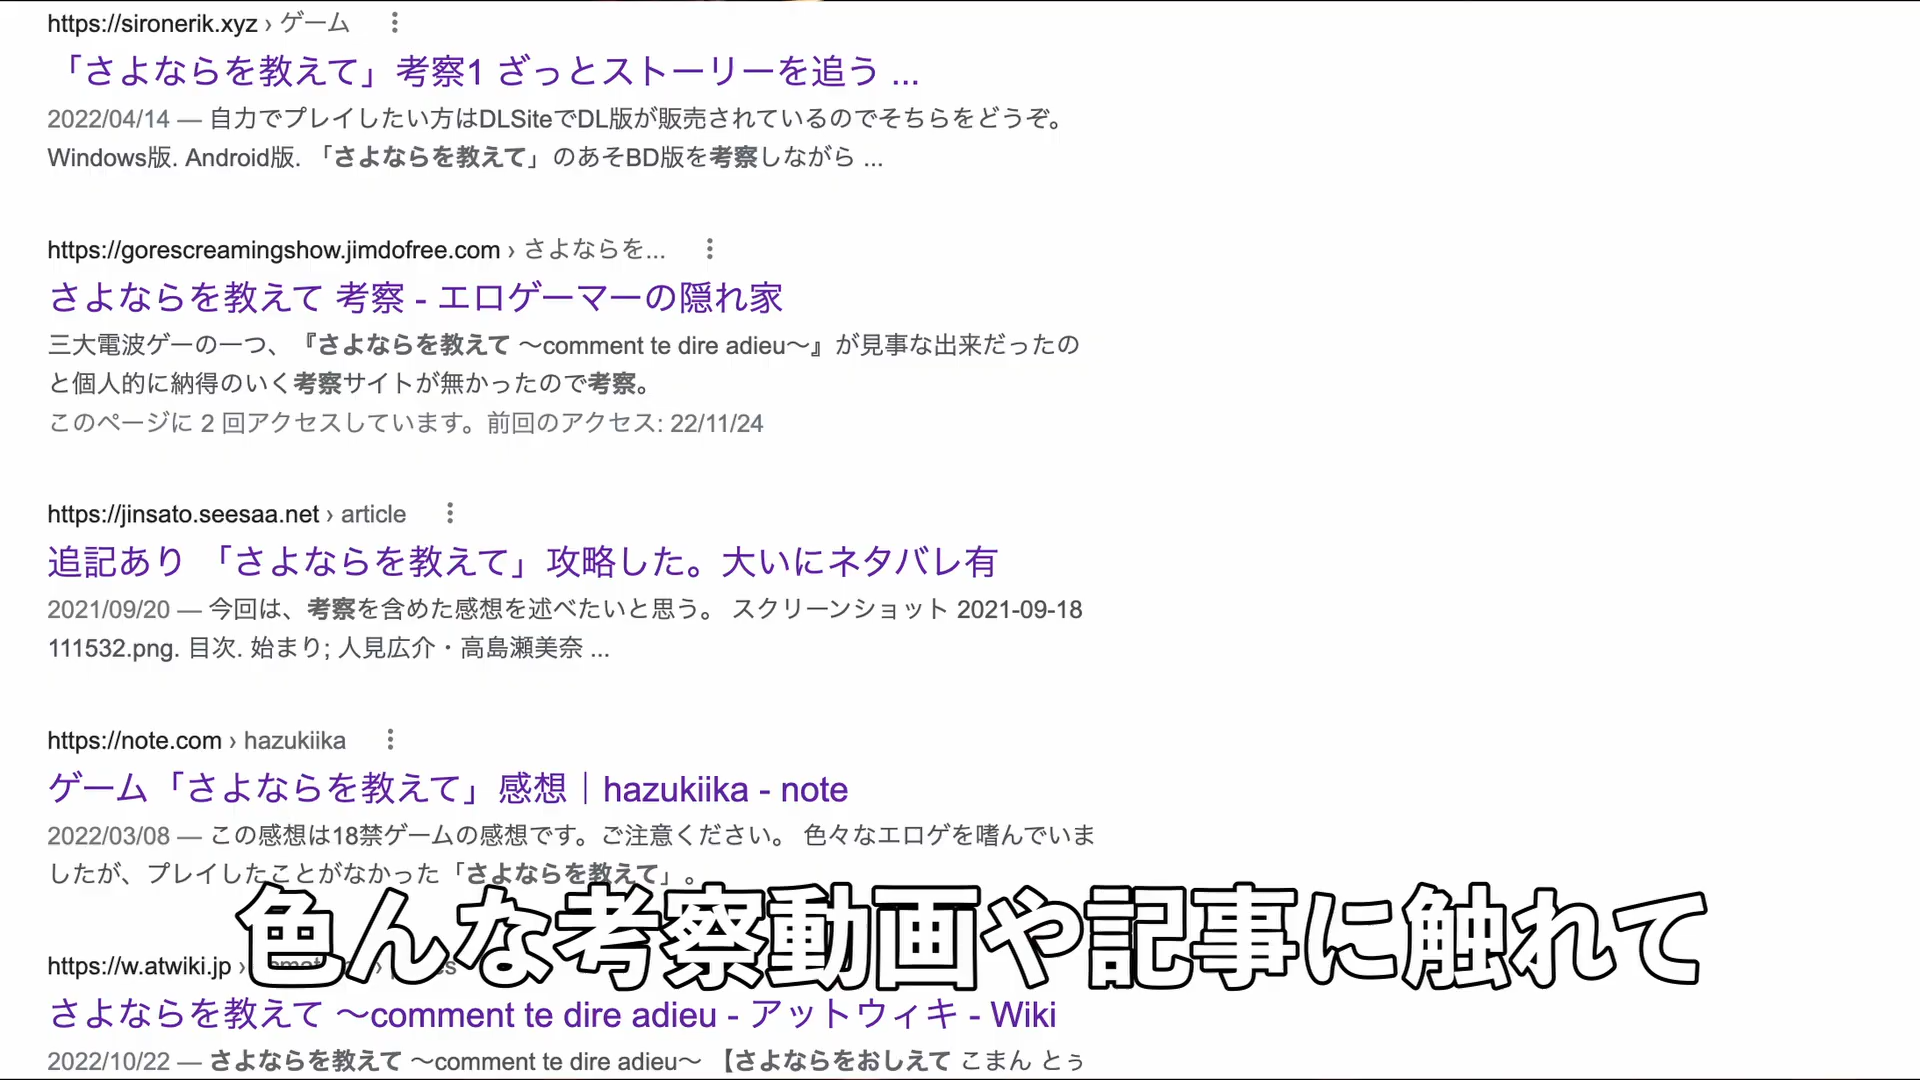 https://sironerik.xyz › ゲーム
「さよならを教えて」考察1 ざっとストーリーを追う ...
2022/04/14 — 自力でプレイしたい方はDLSiteでDL版が販売されているのでそちらをどうぞ。
Windows版. Android版. 「さよならを教えて」のあそBD版を考察しながら ...
https://gorescreamingshow.jimdofree.com › さよならを...
さよならを教えて 考察 - エロゲーマーの隠れ家
三大電波ゲーの一つ、『さよならを教えて 〜comment te dire adieu〜』が見事な出来だったの
と個人的に納得のいく考察サイトが無かったので考察。
このページに 2 回アクセスしています。前回のアクセス: 22/11/24
https://jinsato.seesaa.net › article
追記あり 「さよならを教えて」攻略した。大いにネタバレ有
2021/09/20 — 今回は、考察を含めた感想を述べたいと思う。 スクリーンショット 2021-09-18
111532.png. 目次. 始まり; 人見広介・高島瀬美奈 ...
https://note.com › hazukiika
ゲーム「さよならを教えて」感想｜hazukiika - note
2022/03/08 — この感想は18禁ゲームの感想です。ご注意ください。 色々なエロゲを嗜んでいま
したが、プレイしたことがなかった「さよならを教えて」。
色んな考察動画や記事に触れて
https://w.atwiki.jp ›
さよならを教えて 〜comment te dire adieu - アットウィキ - Wiki
2022/10/22 — さよならを教えて 〜comment te dire adieu〜 【さよならをおしえて こまん とぅ